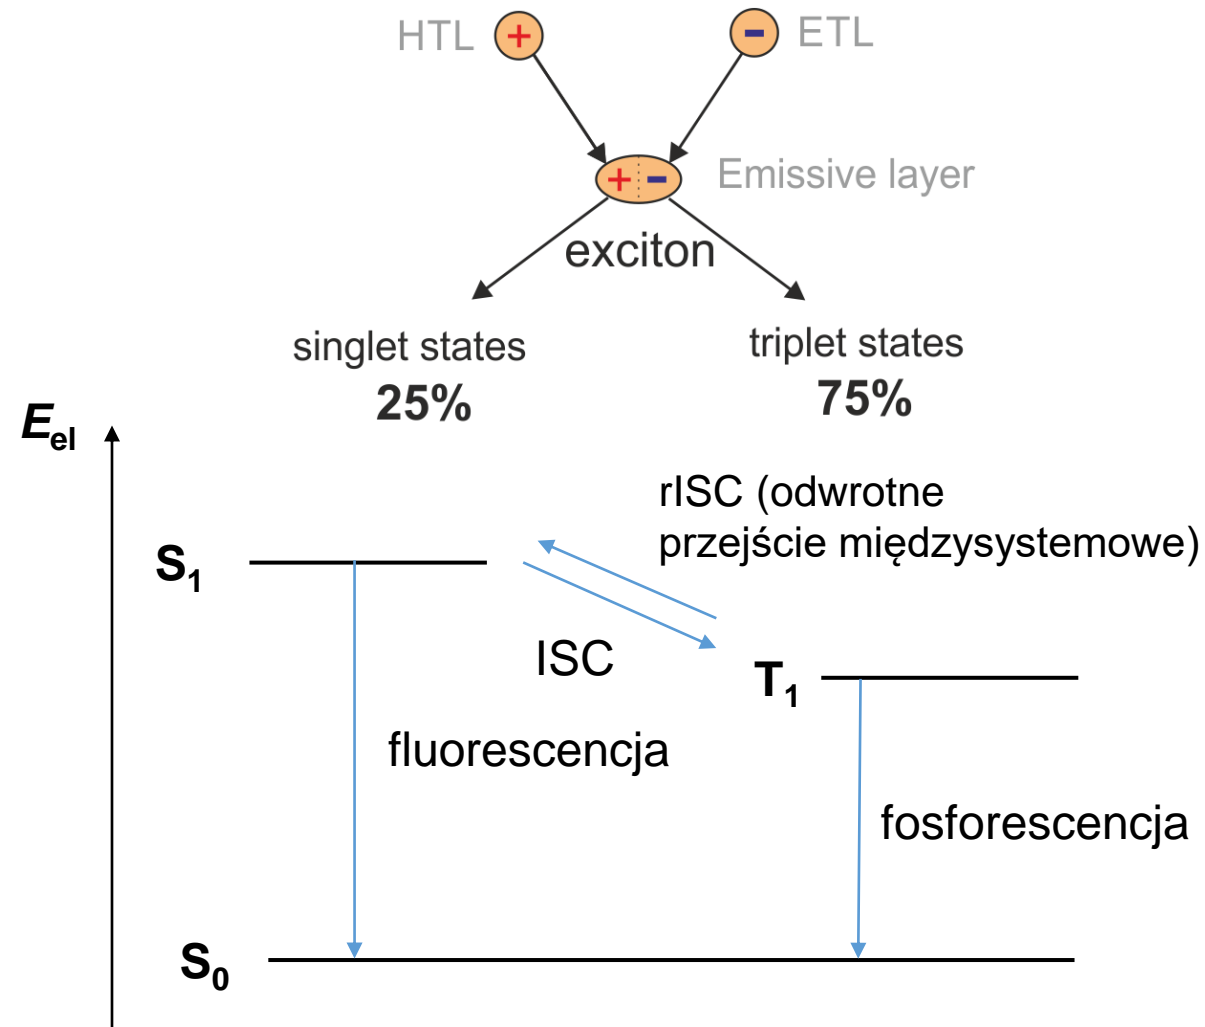 HTL + - ETL
+ - Emissive layer
exciton
singlet states triplet states
25% 75%
Eel
rISC (odwrotne
przejście międzysystemowe)
S1
ISC
T1
fluorescencja
fosforescencja
S0